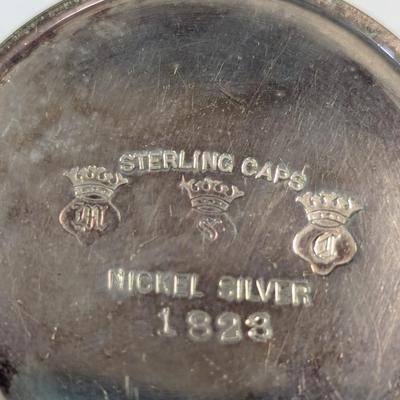 STERLING CAPS
M S C
NICKEL SILVER
1823